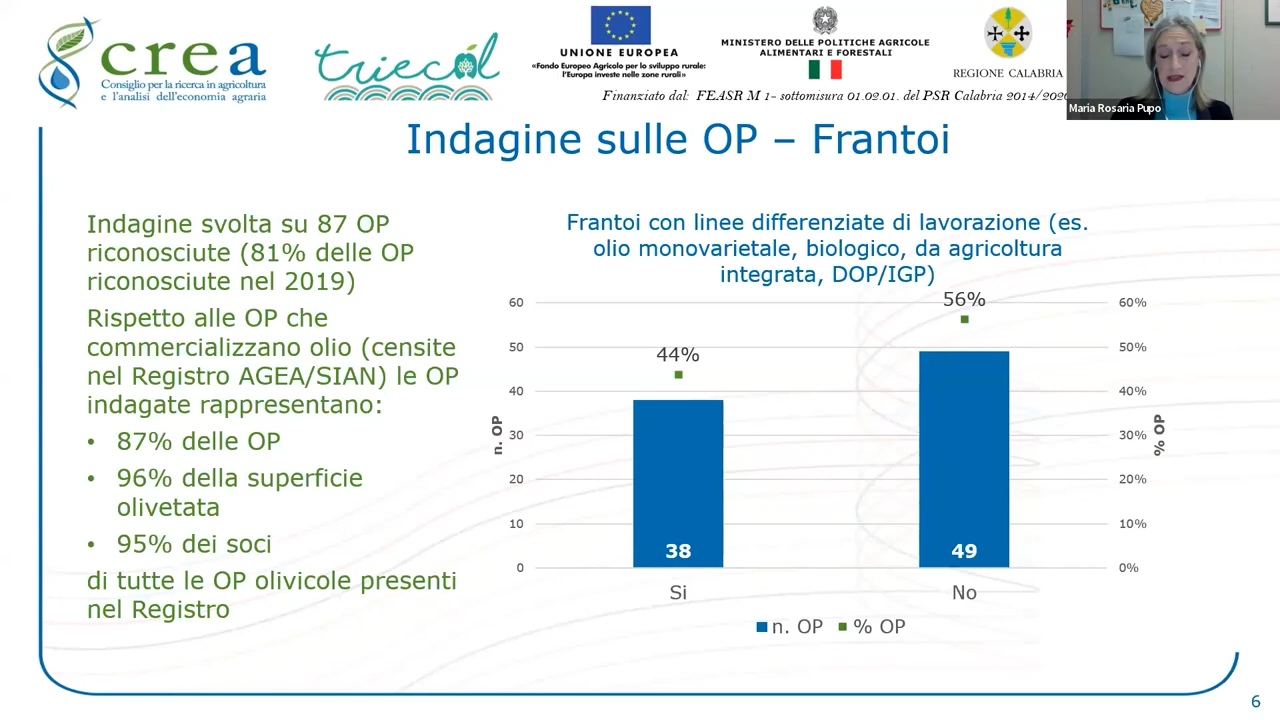 crea
Consiglio per la ricerca in agricoltura
e l'analisi dell'economia agraria
triecol
UNIONE EUROPEA
«Fondo Europeo Agricolo per lo sviluppo rurale:
l'Europa investe nelle zone rurali»
MINISTERO DELLE POLITICHE AGRICOLE
ALIMENTARI E FORESTALI
REGIONE CALABRIA
Finanziato dal: FEASR M 1- sottomisura 01.02.01. del PSR Calabria 2014/2020
Maria Rosaria Pupo
Indagine sulle OP – Frantoi
Indagine svolta su 87 OP
riconosciute (81% delle OP
riconosciute nel 2019)
Rispetto alle OP che
commercializzano olio (censite
nel Registro AGEA/SIAN) le OP
indagate rappresentano:
• 87% delle OP
• 96% della superficie
olivetata
• 95% dei soci
di tutte le OP olivicole presenti
nel Registro
Frantoi con linee differenziate di lavorazione (es.
olio monovarietale, biologico, da agricoltura
integrata, DOP/IGP)
60
50
40
30
20
10
0
n. OP
44%
56%
38
49
Si
No
60%
50%
40%
30%
20%
10%
0%
% OP
n. OP
% OP
6